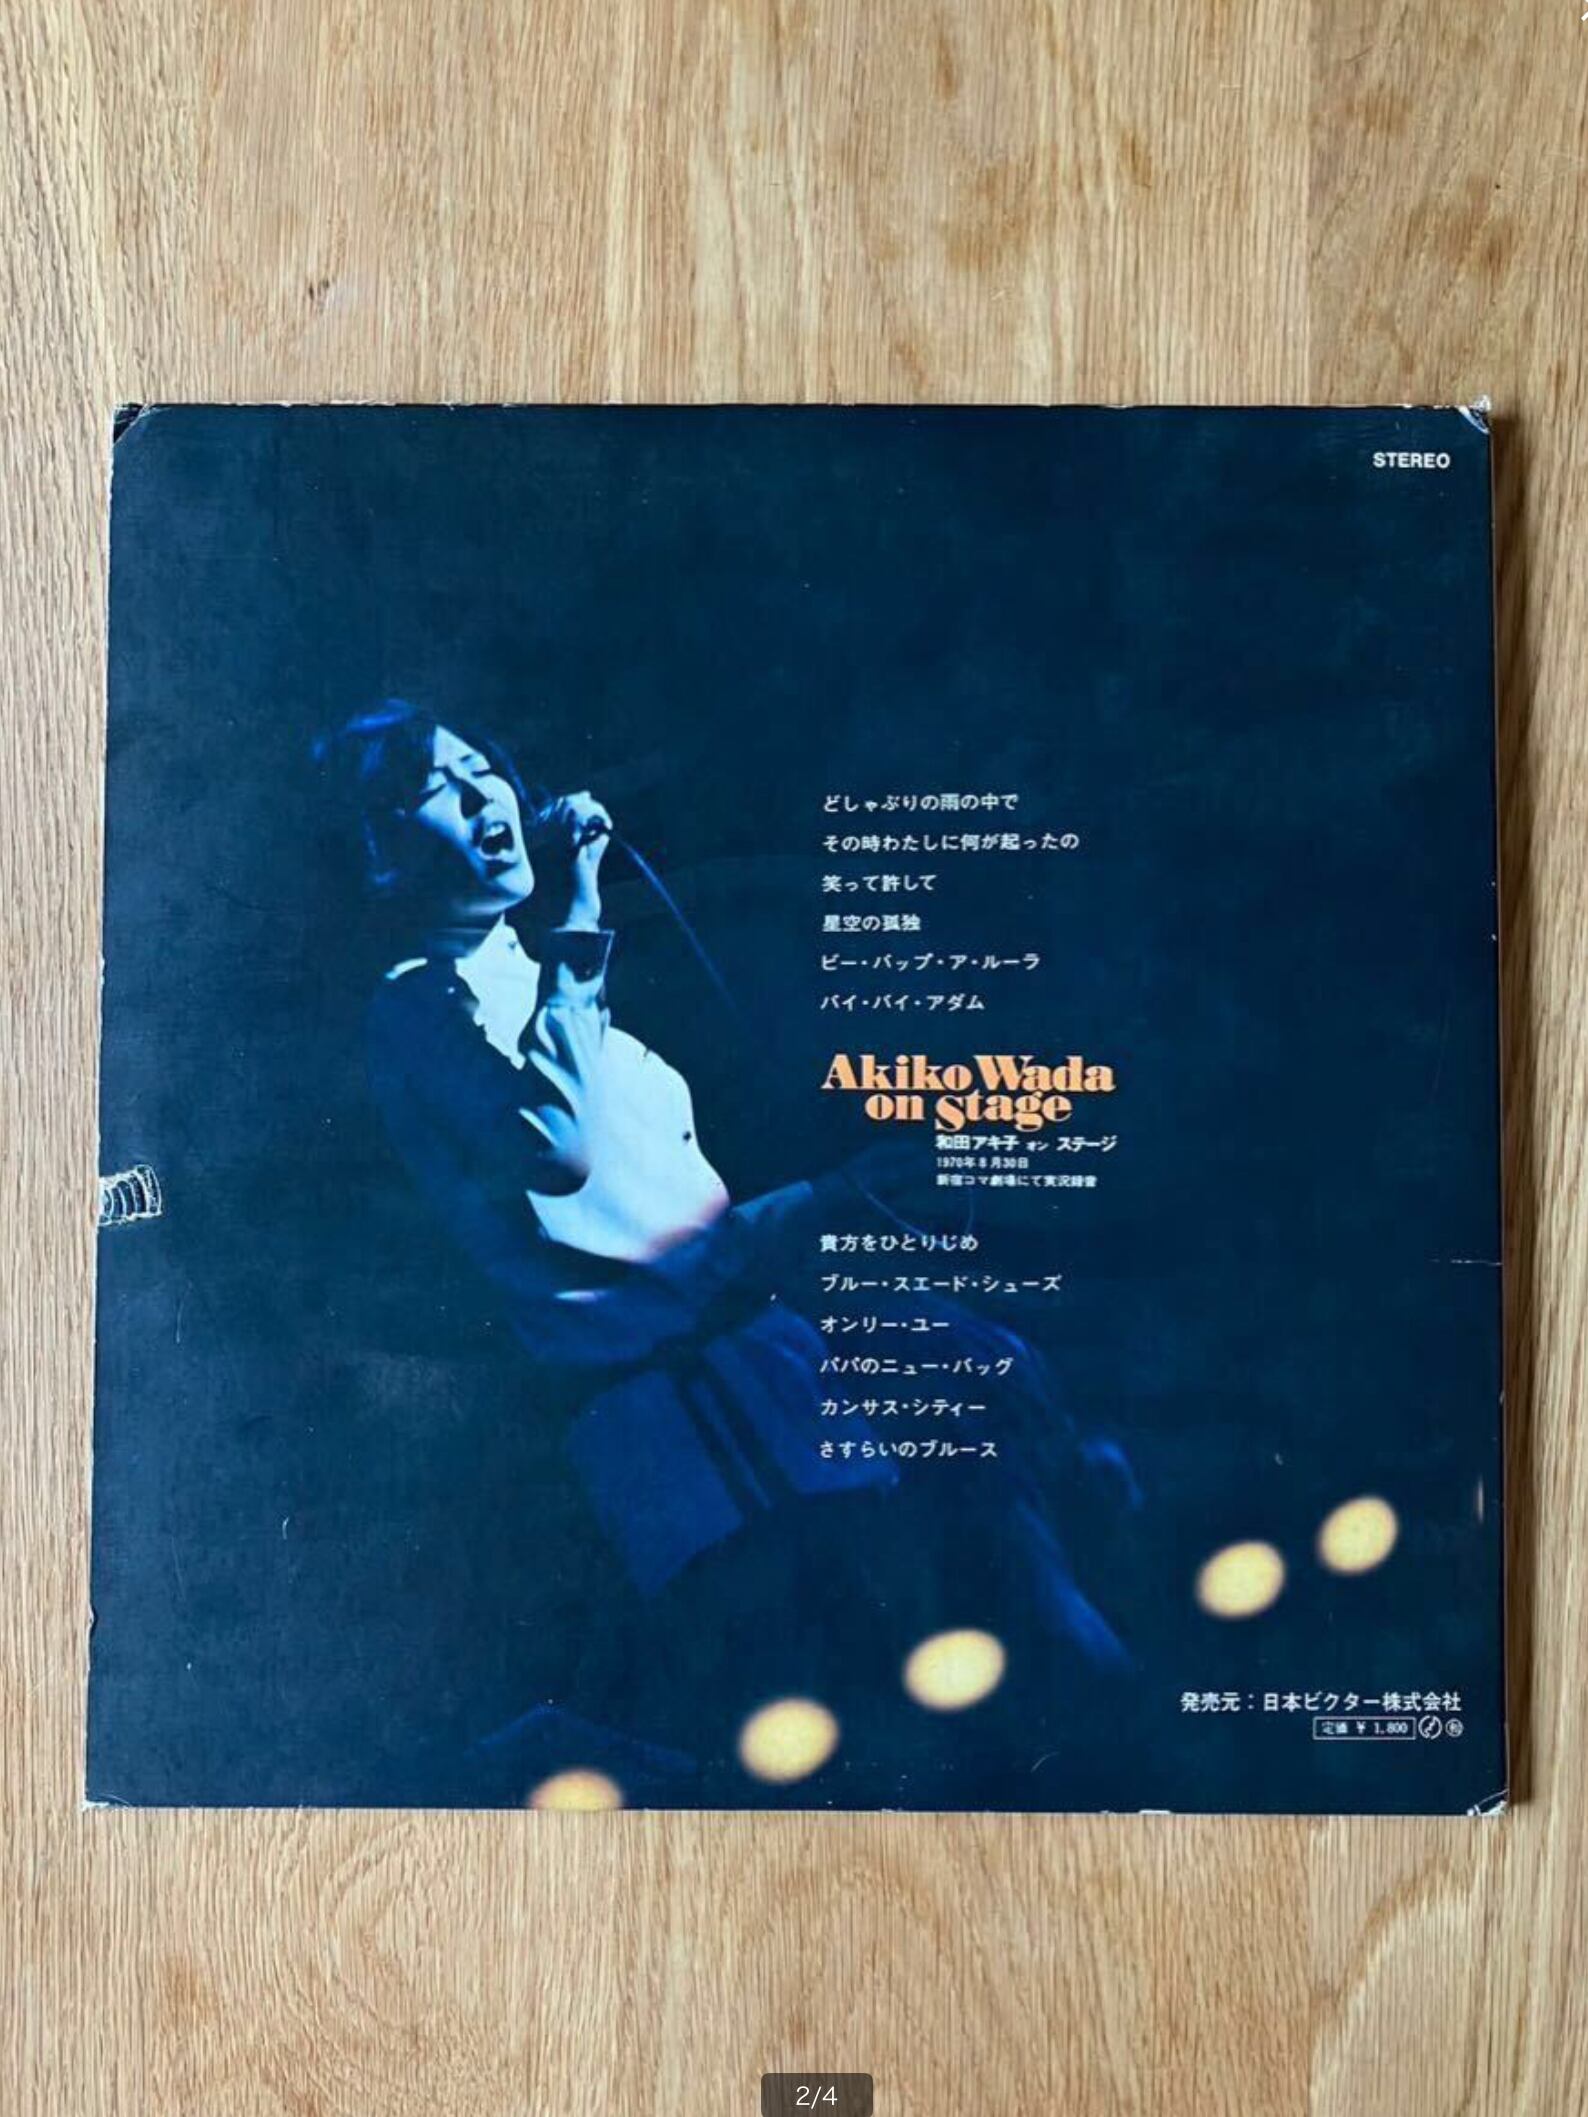 STEREO
どしゃぶりの雨の中で
その時わたしに何が起ったの
笑って許して
星空の孤独
ビー・バップ・ア・ルーラ
バイ・バイ・アダム
Akiko Wada
on Stage
和田アキ子 オン ステージ
1970年8月30日
新宿コマ劇場にて実況録音
貴方をひとりじめ
ブルー・スエード・シューズ
オンリー・ユー
パパのニュー・バッグ
カンサス・シティー
さすらいのブルース
発売元：日本ビクター株式会社
定価 ¥ 1,800
2/4